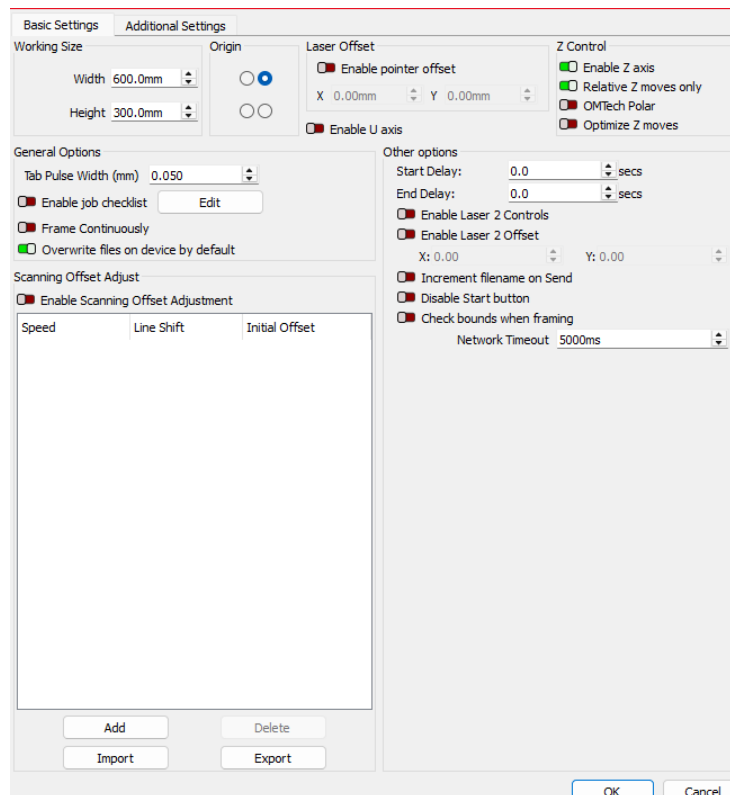 Basic Settings Additional Settings
Working Size
Width 600.0mm
Height 300.0mm
Origin
Laser Offset
Enable pointer offset
X 0.00mm Y 0.00mm
Enable U axis
Z Control
Enable Z axis
Relative Z moves only
OMTech Polar
Optimize Z moves
General Options
Tab Pulse Width (mm) 0.050
Enable job checklist Edit
Frame Continuously
Overwrite files on device by default
Scanning Offset Adjust
Enable Scanning Offset Adjustment
Speed Line Shift Initial Offset
Add Delete
Import Export
Other options
Start Delay: 0.0 secs
End Delay: 0.0 secs
Enable Laser 2 Controls
Enable Laser 2 Offset
X: 0.00 Y: 0.00
Increment filename on Send
Disable Start button
Check bounds when framing
Network Timeout 5000ms
OK Cancel